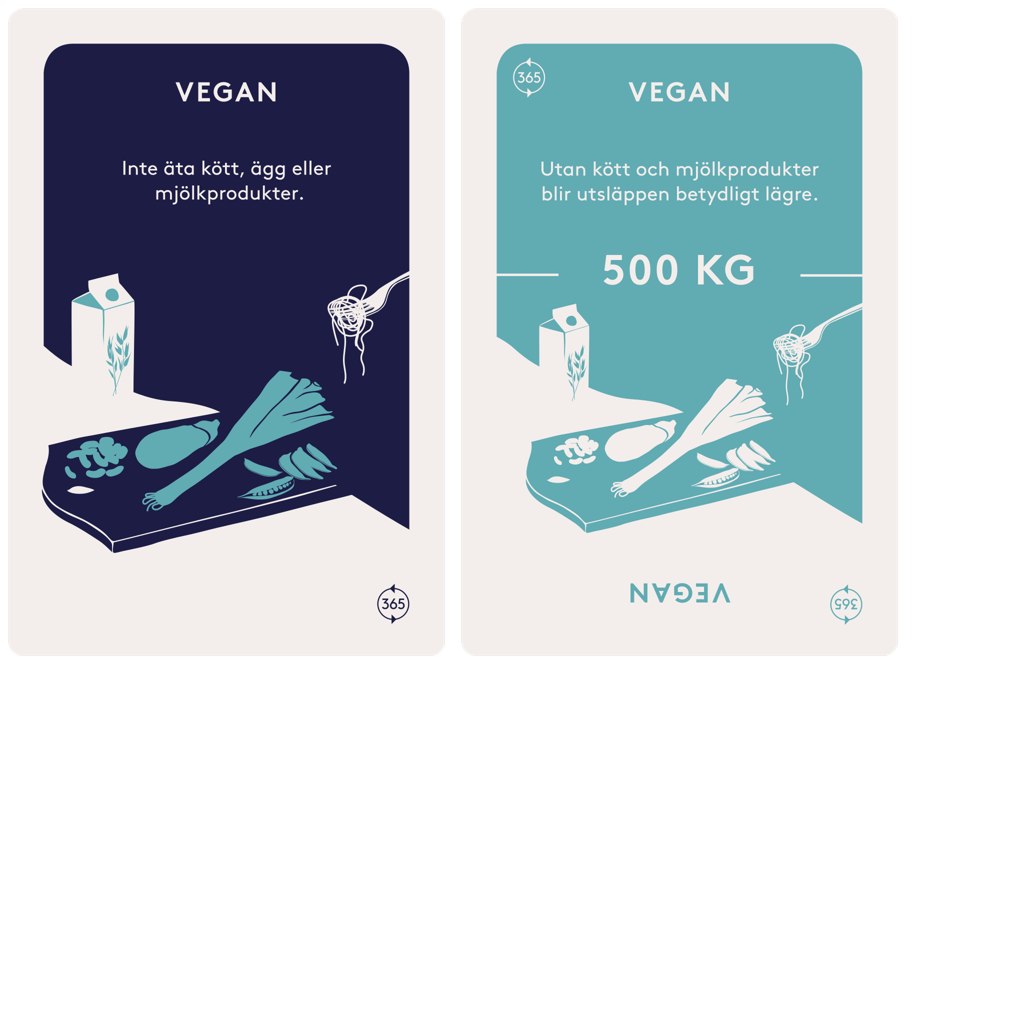 VEGAN
Inte äta kött, ägg eller
mjölkprodukter.
365
365
VEGAN
Utan kött och mjölkprodukter
blir utsläppen betydligt lägre.
500 KG
VEGAN
365